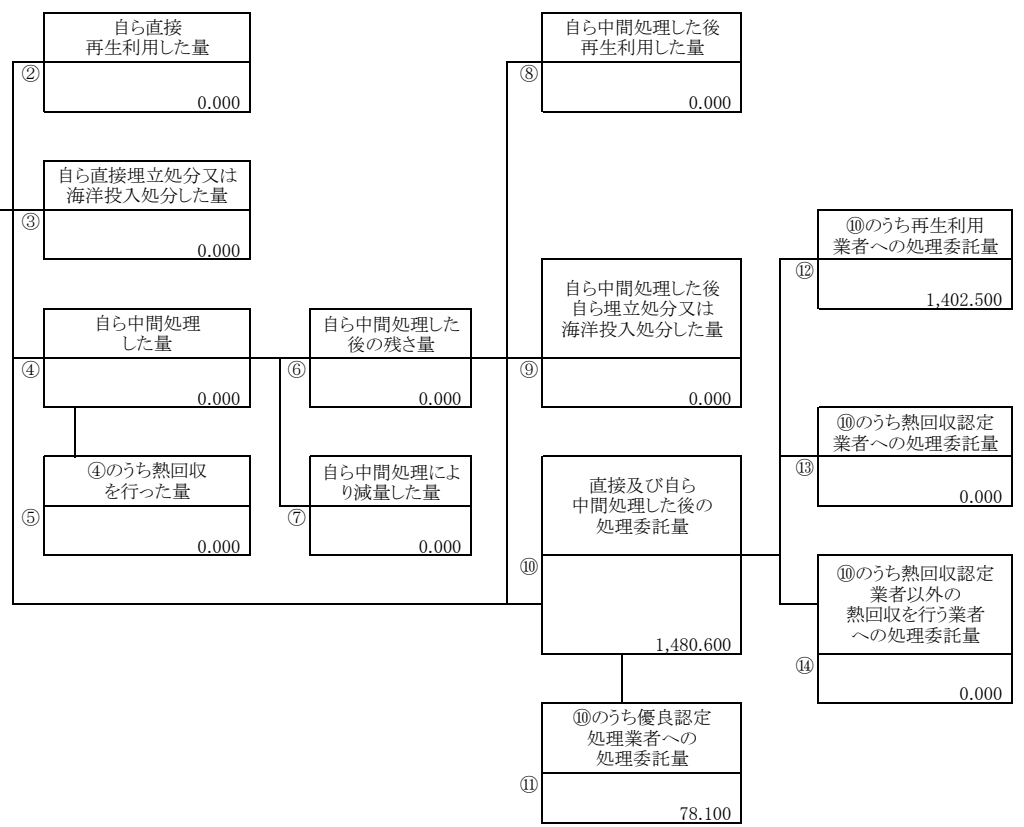 自ら直接
再生利用した量
②
0.000
自ら直接埋立処分又は
海洋投入処分した量
③
0.000
自ら中間処理
した量
④
0.000
④のうち熱回収
を行った量
⑤
0.000
自ら中間処理した
後の残さ量
⑥
0.000
自ら中間処理によ
り減量した量
⑦
0.000
自ら中間処理した後
再生利用した量
⑧
0.000
自ら中間処理した後
自ら埋立処分又は
海洋投入処分した量
⑨
0.000
直接及び自ら
中間処理した後の
処理委託量
⑩
1,480.600
⑩のうち優良認定
処理業者への
処理委託量
⑪
78.100
⑩のうち再生利用
業者への処理委託量
⑫
1,402.500
⑩のうち熱回収認定
業者への処理委託量
⑬
0.000
⑩のうち熱回収認定
業者以外の
熱回収を行う業者
への処理委託量
⑭
0.000